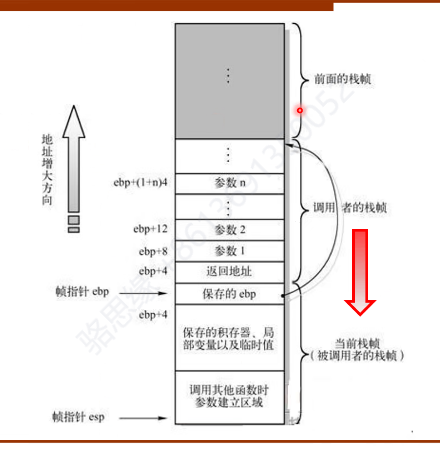 ⋮
前面的栈帧
⋮
地址增大方向
ebp+(1+n)4
参数 n
⋮
调用者的栈帧
ebp+12
参数 2
ebp+8
参数 1
ebp+4
返回地址
帧指针 ebp
保存的 ebp
ebp+4
保存的积存器、局
部变量以及临时值
当前栈帧
（被调用者的栈帧）
调用其他函数时
参数建立区域
帧指针 esp